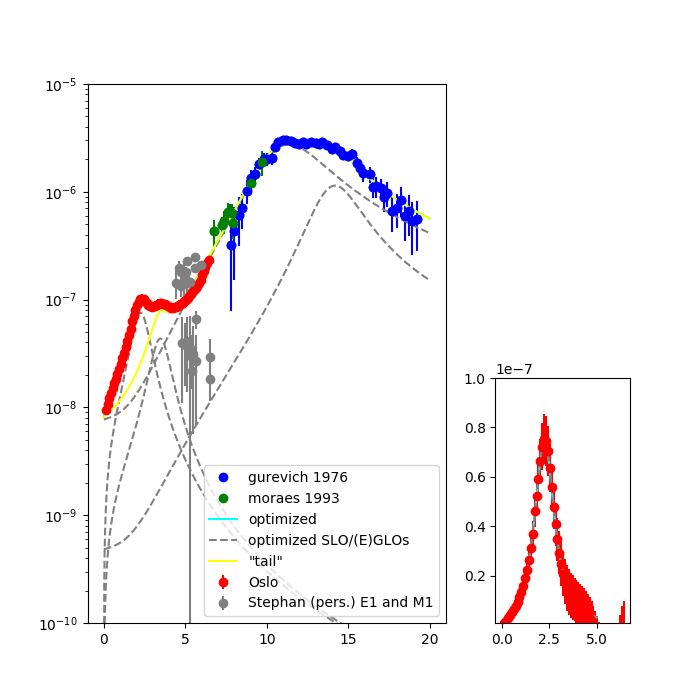 10⁻⁵
10⁻⁶
10⁻⁷
10⁻⁸
10⁻⁹
10⁻¹⁰
0 5 10 15 20
gurevich 1976
moraes 1993
optimized
optimized SLO/(E)GLOs
"tail"
Oslo
Stephan (pers.) E1 and M1
1e−7
1.0
0.8
0.6
0.4
0.2
0.0 2.5 5.0